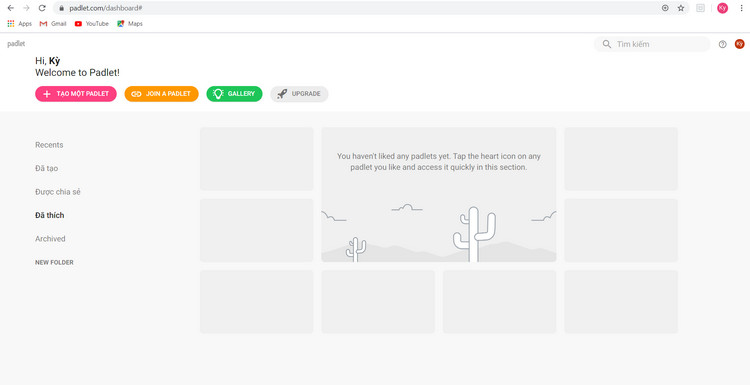 padlet.com/dashboard#
Ky
Apps Gmail YouTube Maps
padlet
Tìm kiếm
Kỳ
Hi, Kỳ
Welcome to Padlet!
TẠO MỘT PADLET JOIN A PADLET GALLERY UPGRADE
Recents
Đã tạo
Được chia sẻ
Đã thích
Archived
NEW FOLDER
You haven't liked any padlets yet. Tap the heart icon on any
padlet you like and access it quickly in this section.